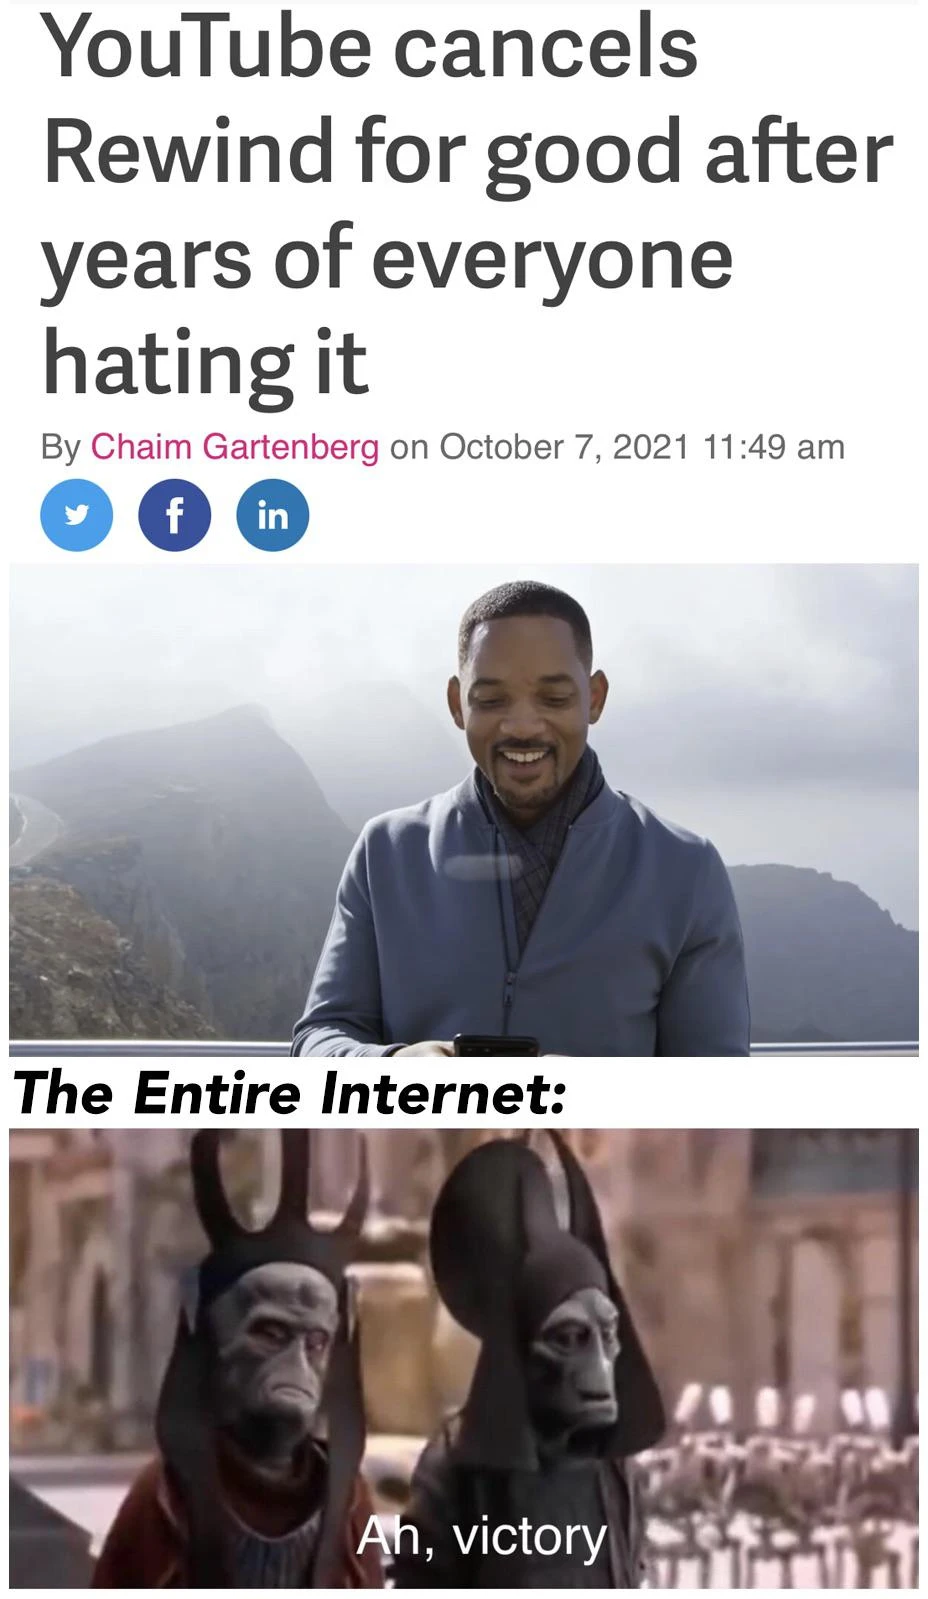 YouTube cancels
Rewind for good after
years of everyone
hating it
By Chaim Gartenberg on October 7, 2021 11:49 am
f
in
The Entire Internet:
Ah, victory